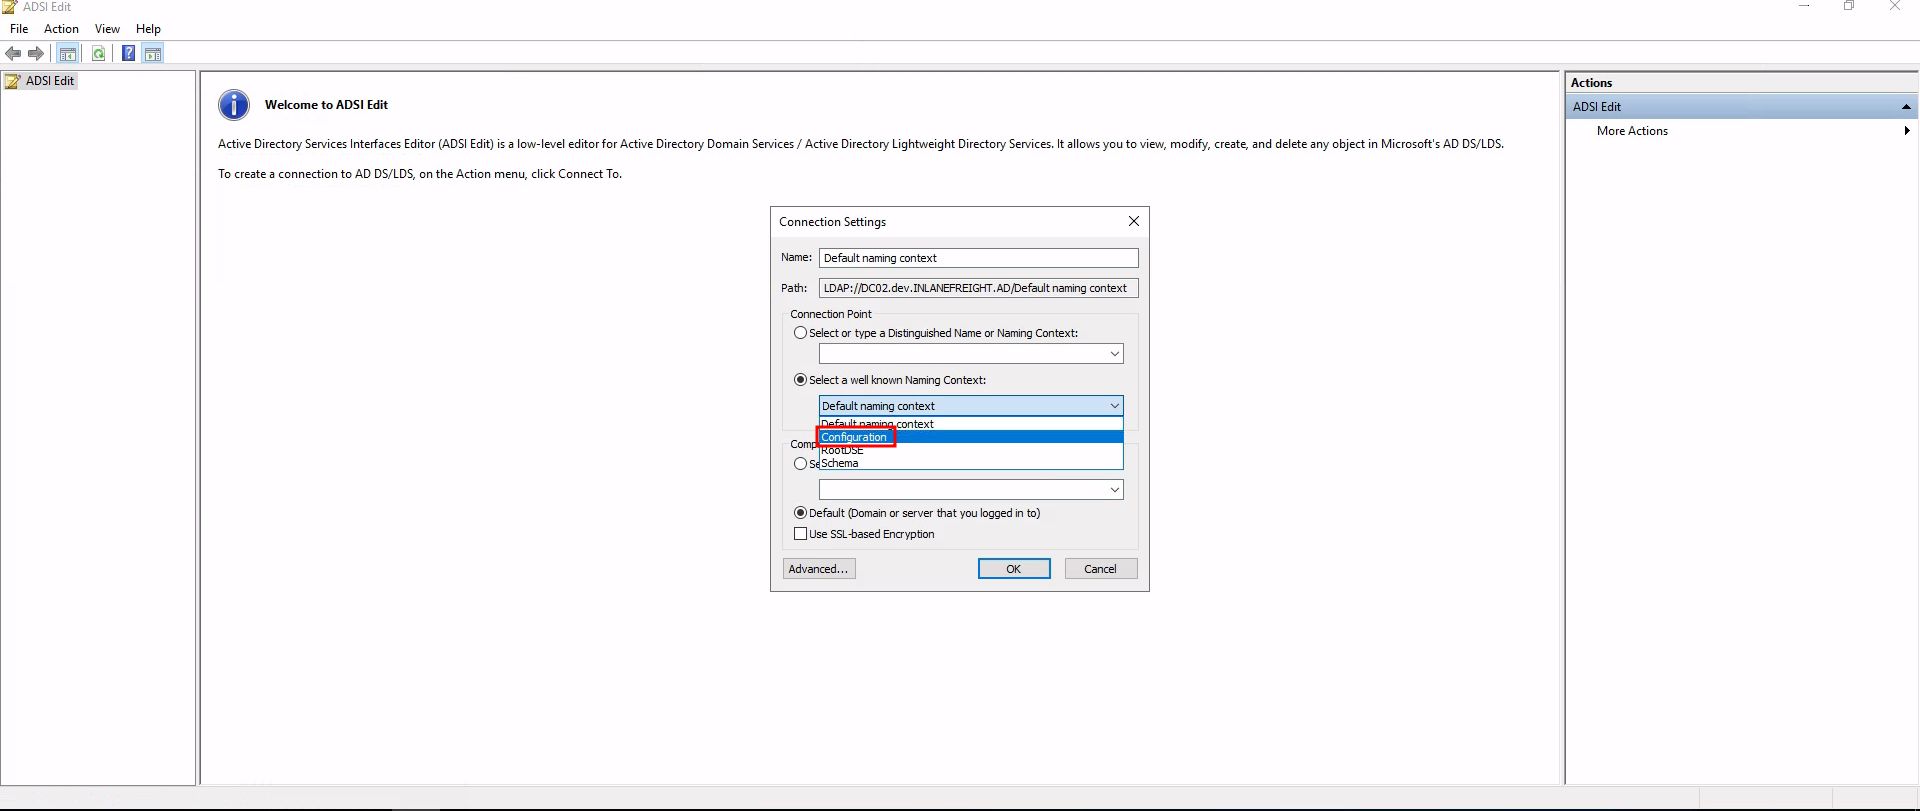 ADSI Edit
File Action View Help
ADSI Edit
Welcome to ADSI Edit
Active Directory Services Interfaces Editor (ADSI Edit) is a low-level editor for Active Directory Domain Services / Active Directory Lightweight Directory Services. It allows you to view, modify, create, and delete any object in Microsoft's AD DS/LDS.
To create a connection to AD DS/LDS, on the Action menu, click Connect To.
Connection Settings
Name: Default naming context
Path: LDAP://DC02.dev.INLANEFREIGHT.AD/Default naming context
Connection Point
Select or type a Distinguished Name or Naming Context:
Select a well known Naming Context:
Default naming context
Default naming context
Configuration
Comp
RootDSE
Se
Schema
Default (Domain or server that you logged in to)
Use SSL-based Encryption
Advanced... OK Cancel
Actions
ADSI Edit
More Actions